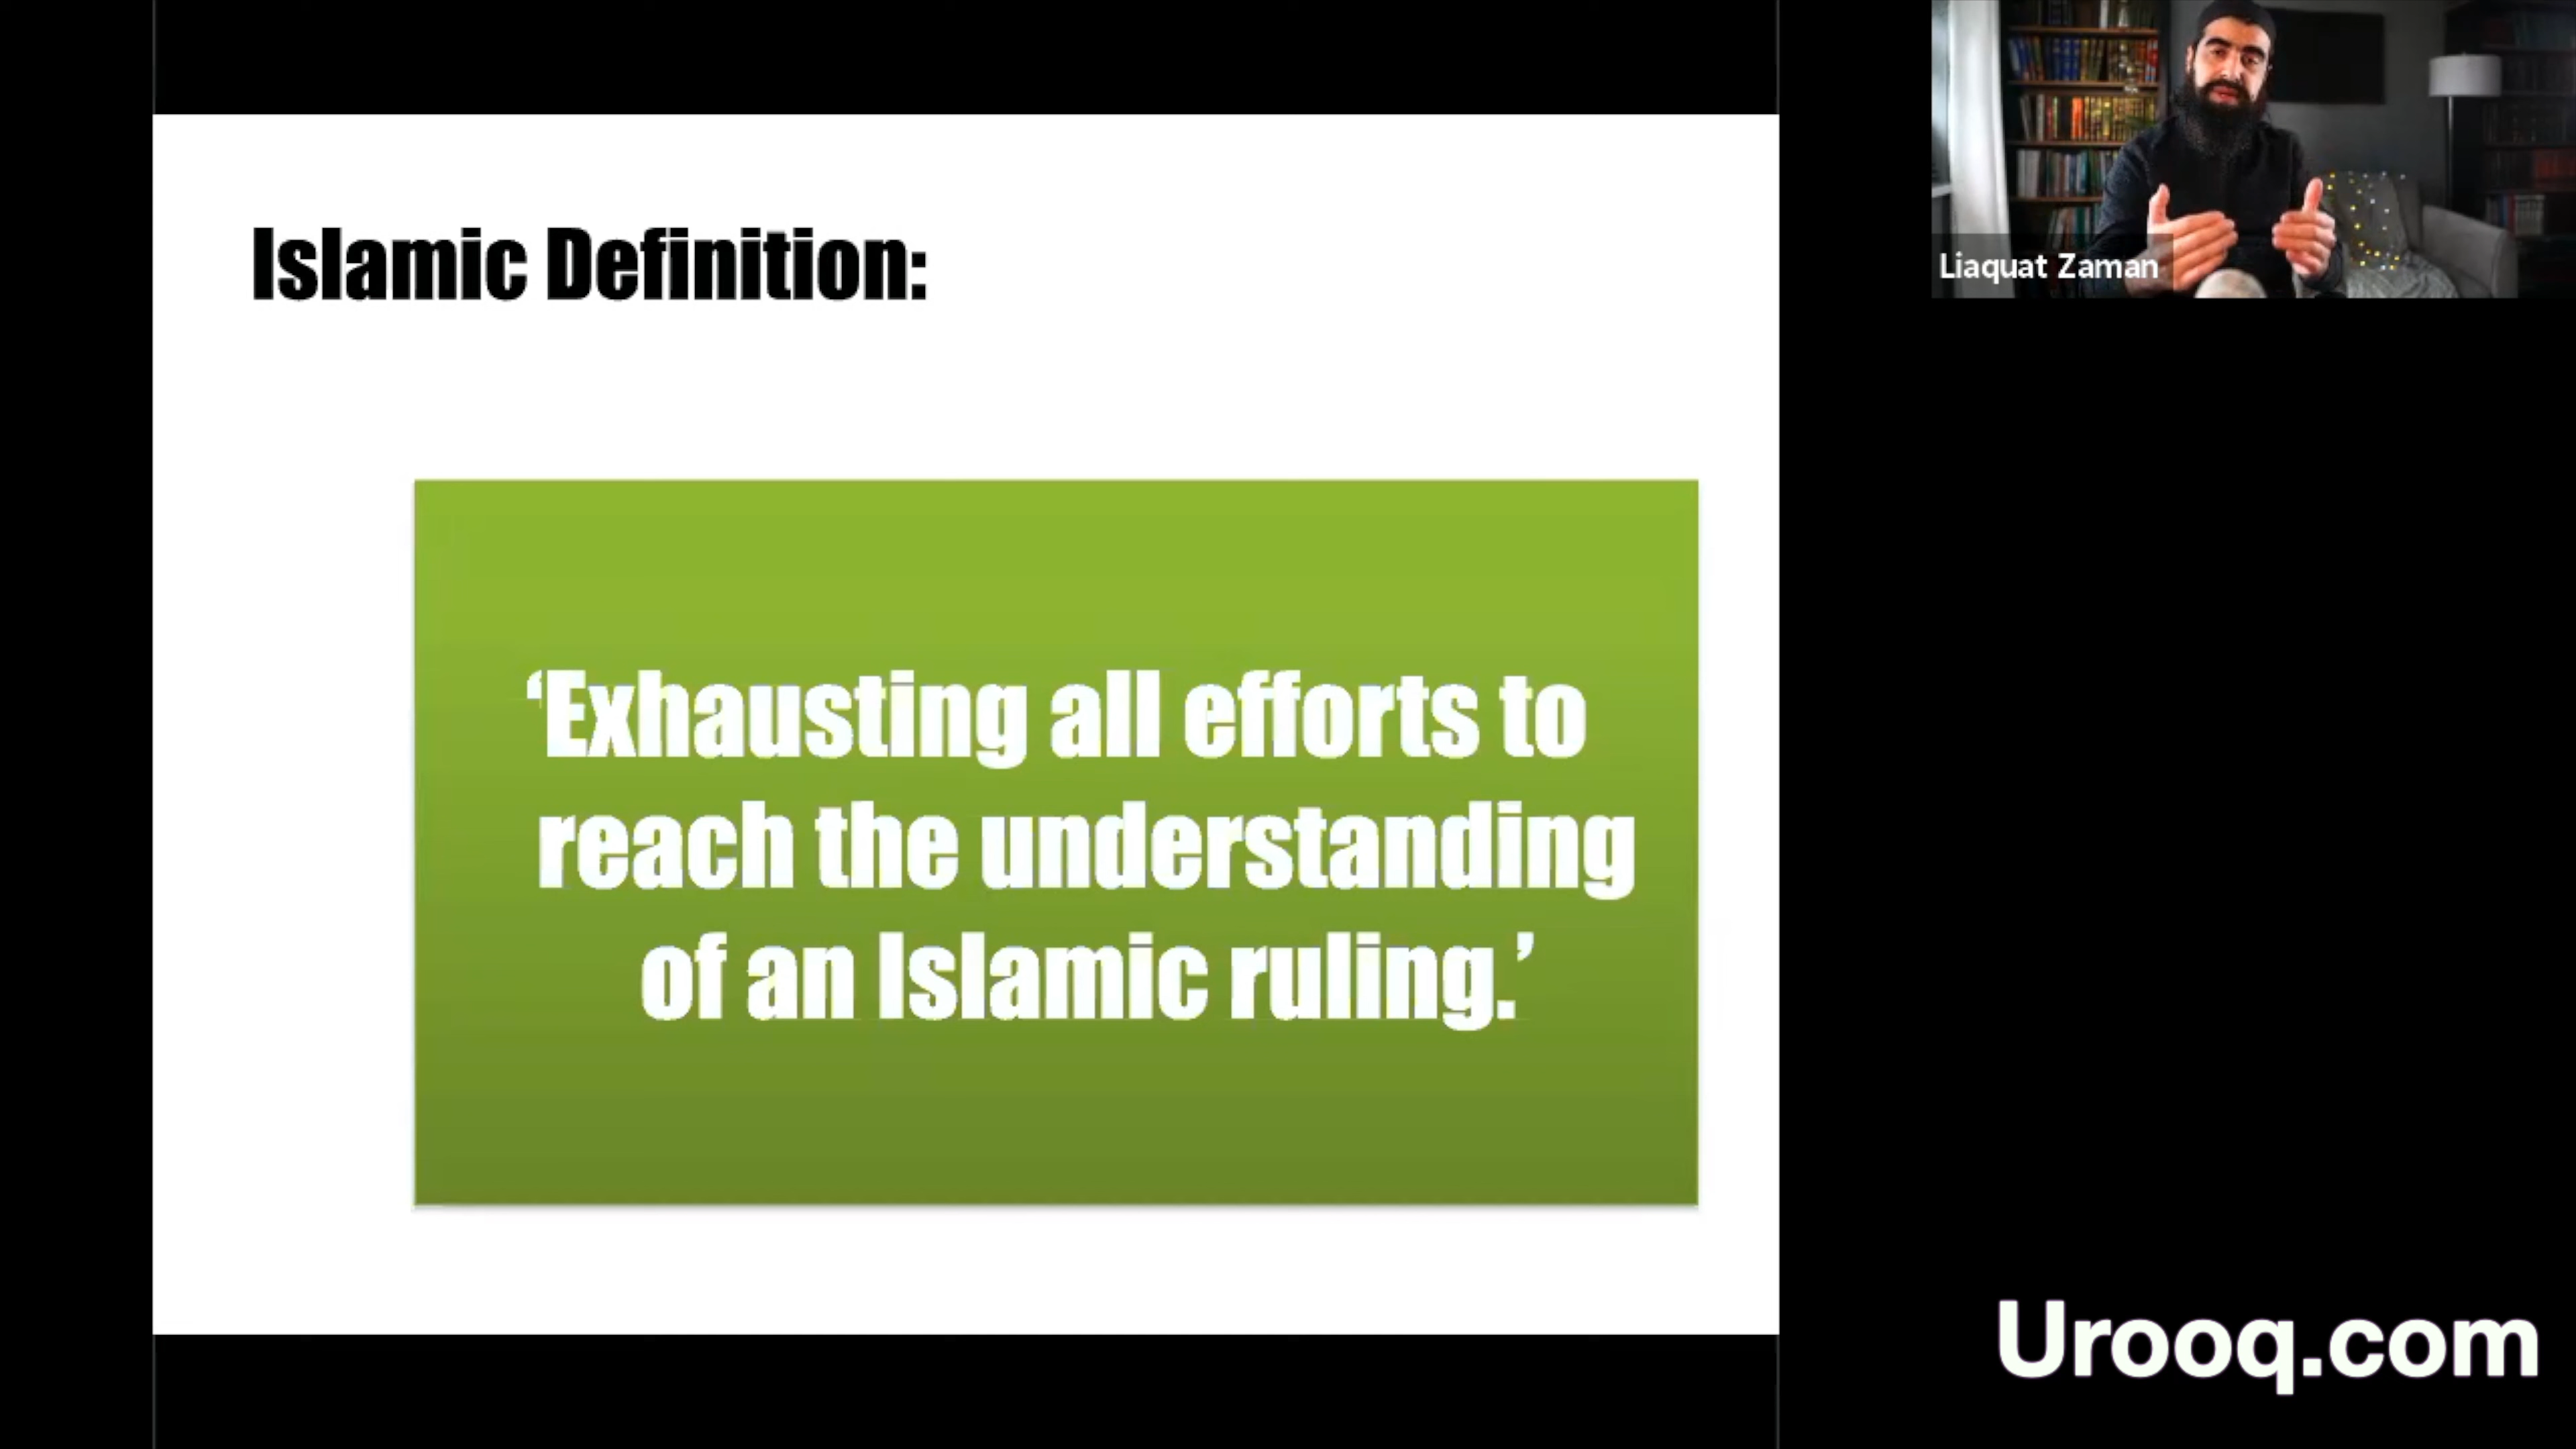 Islamic Definition:
‘Exhausting all efforts to
reach the understanding
of an Islamic ruling.’
Liaquat Zaman
Urooq.com